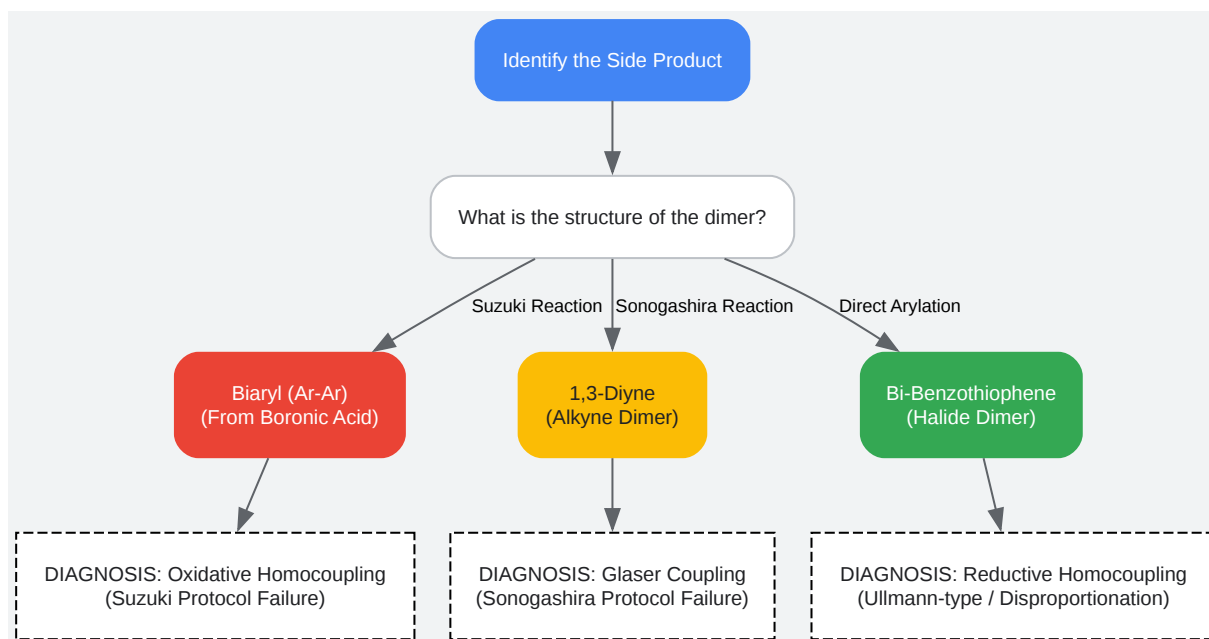 Identify the Side Product
What is the structure of the dimer?
Suzuki Reaction
Sonogashira Reaction
Direct Arylation
Biaryl (Ar-Ar)
(From Boronic Acid)
1,3-Diyne
(Alkyne Dimer)
Bi-Benzothiophene
(Halide Dimer)
DIAGNOSIS: Oxidative Homocoupling
(Suzuki Protocol Failure)
DIAGNOSIS: Glaser Coupling
(Sonogashira Protocol Failure)
DIAGNOSIS: Reductive Homocoupling
(Ullmann-type / Disproportionation)